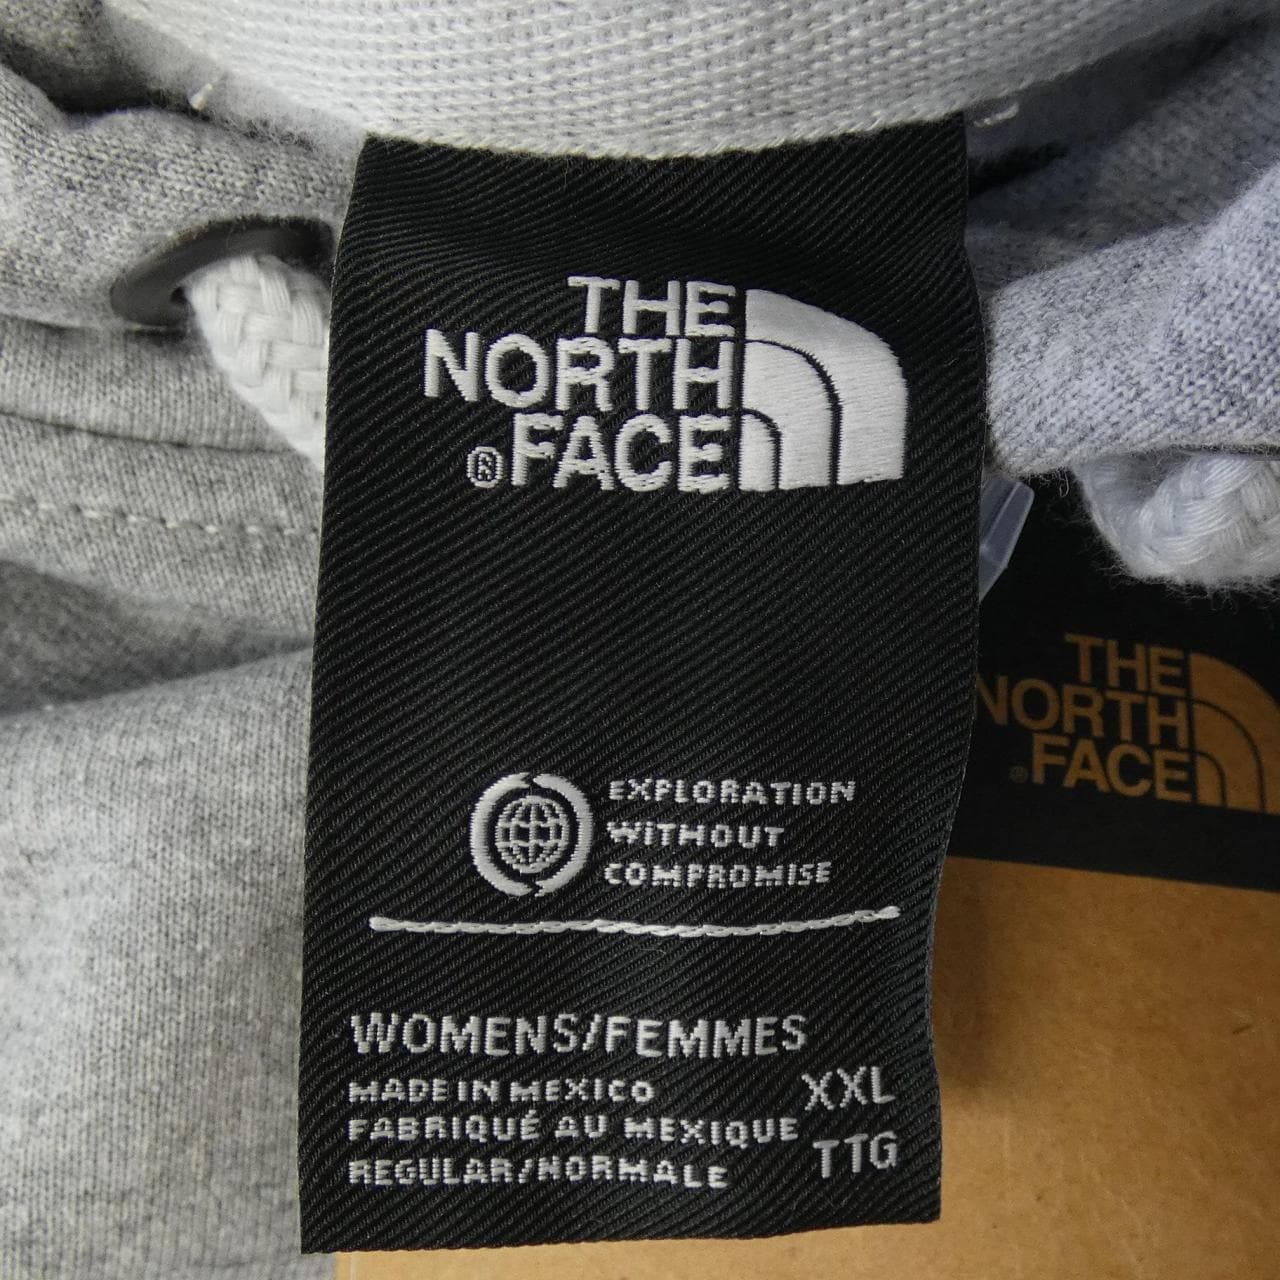 THE
NORTH
®FACE
EXPLORATION
WITHOUT
COMPROMISE
WOMENS/FEMMES
MADE IN MEXICO XXL
FABRIQUÉ AU MEXIQUE
REGULAR/NORMALE TTG
THE
NORTH
®FACE